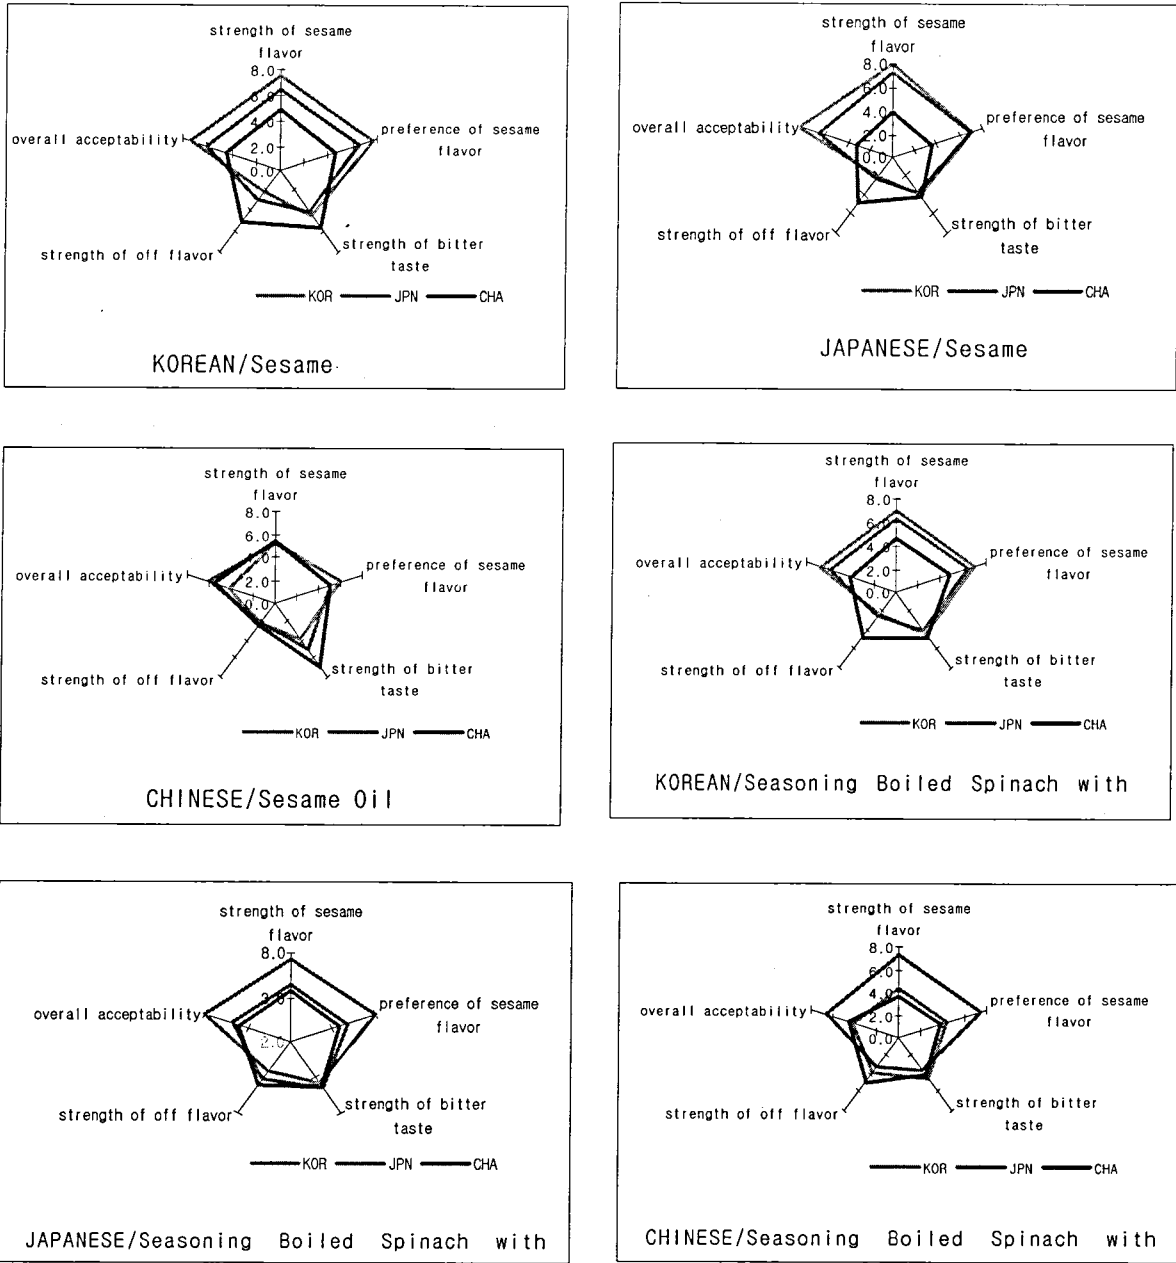 strength of sesame
flavor
8.0
6.0
4.0
2.0
0.0
overall acceptability
preference of sesame
flavor
strength of off flavor
strength of bitter
taste
KOR JPN CHA
KOREAN/Sesame
strength of sesame
flavor
8.0
6.0
4.0
2.0
0.0
overall acceptability
preference of sesame
flavor
strength of off flavor
strength of bitter
taste
KOR JPN CHA
JAPANESE/Sesame
strength of sesame
flavor
8.0
6.0
4.0
2.0
0.0
overall acceptability
preference of sesame
flavor
strength of off flavor
strength of bitter
taste
KOR JPN CHA
CHINESE/Sesame Oil
strength of sesame
flavor
8.0
6.0
4.0
2.0
0.0
overall acceptability
preference of sesame
flavor
strength of off flavor
strength of bitter
taste
KOR JPN CHA
KOREAN/Seasoning Boiled Spinach with
strength of sesame
flavor
8.0
overall acceptability
preference of sesame
flavor
strength of off flavor
strength of bitter
taste
KOR JPN CHA
JAPANESE/Seasoning Boiled Spinach with
strength of sesame
flavor
8.0
6.0
4.0
2.0
0.0
overall acceptability
preference of sesame
flavor
strength of off flavor
strength of bitter
taste
KOR JPN CHA
CHINESE/Seasoning Boiled Spinach with